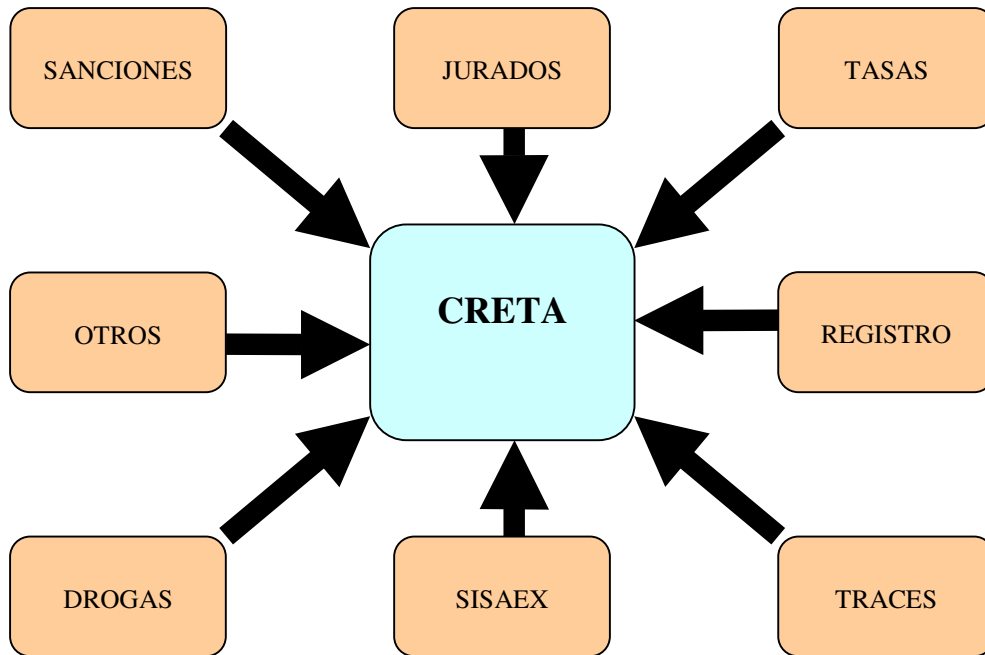 SANCIONES
JURADOS
TASAS
CRETA
OTROS
REGISTRO
DROGAS
SISAEX
TRACES